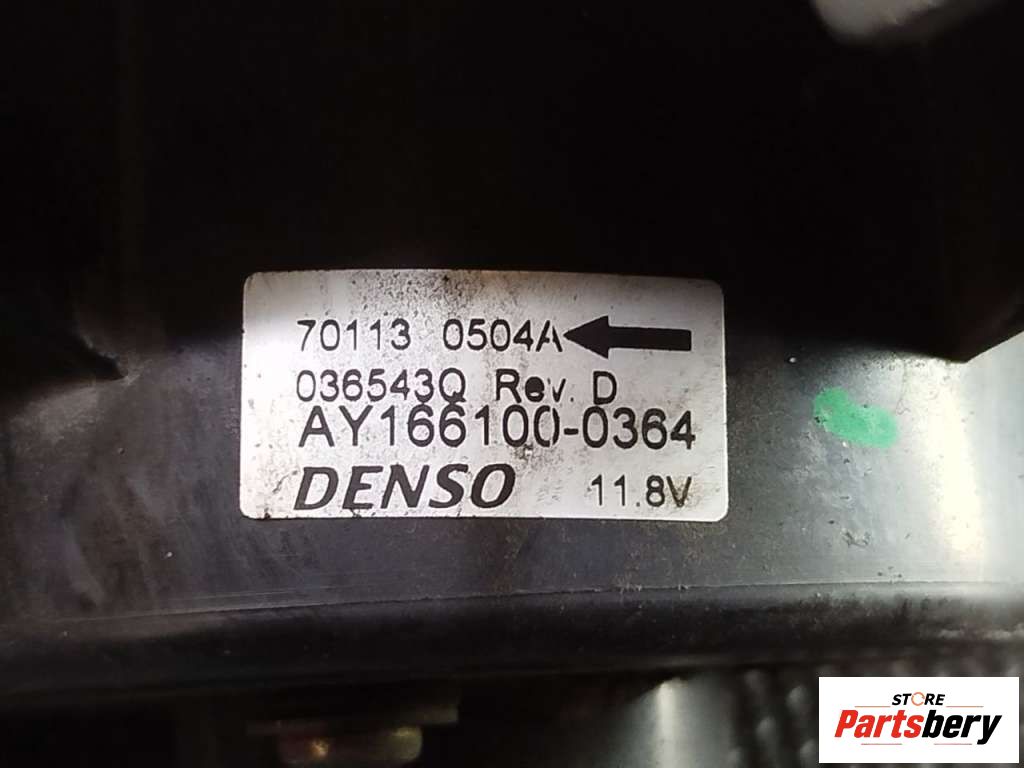 70113 0504A
036543Q Rev. D
AY166100-0364
DENSO 11.8V
STORE
Partsbery